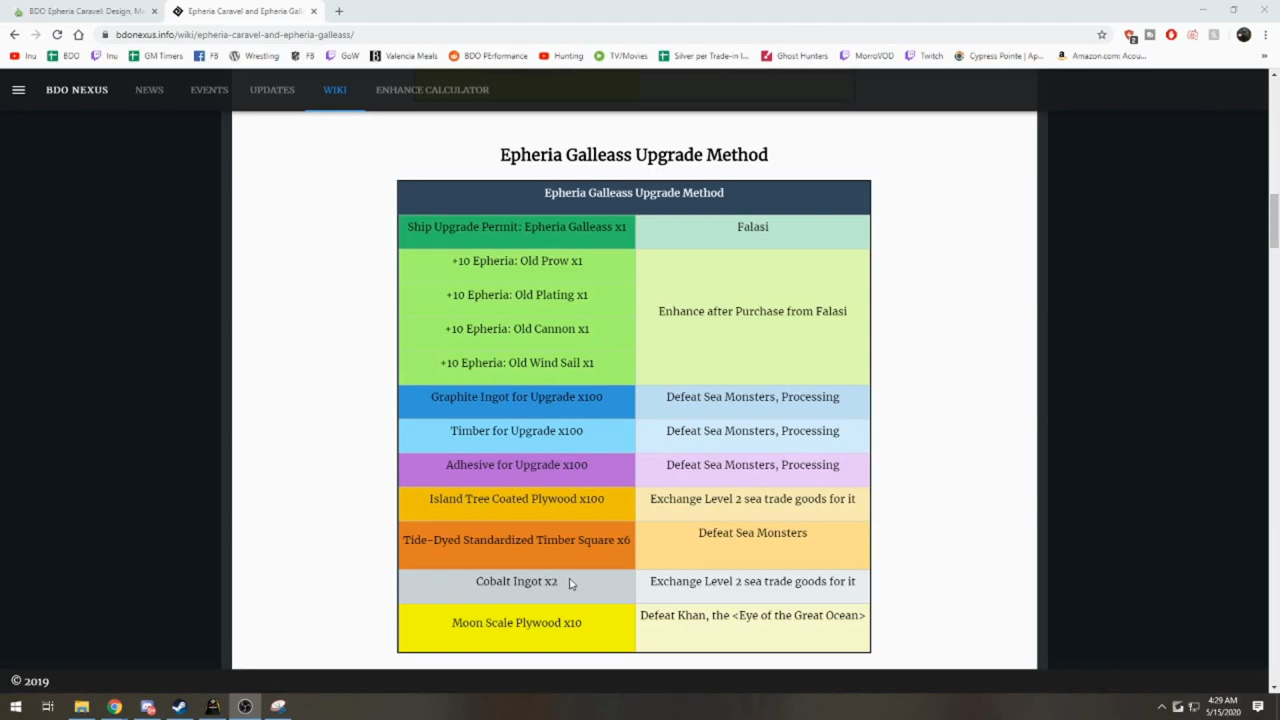 BDO Epheria Caravel: Design, Ma
Epheria Caravel and Epheria Gal
bdonexus.info/wiki/epheria-caravel-and-epheria-galleass/
Inu BDO GM Timers FB Wrestling GoW Valencia Meals BDO PErformance Hunting TV/Movies Silver per Trade-in I... Ghost Hunters MorroVOD Twitch Cypress Pointe | Ap... Amazon.com: Acou...
BDO NEXUS NEWS EVENTS UPDATES WIKI ENHANCE CALCULATOR
Epheria Galleass Upgrade Method
Epheria Galleass Upgrade Method
Ship Upgrade Permit: Epheria Galleass x1 Falasi
+10 Epheria: Old Prow x1
+10 Epheria: Old Plating x1
Enhance after Purchase from Falasi
+10 Epheria: Old Cannon x1
+10 Epheria: Old Wind Sail x1
Graphite Ingot for Upgrade x100 Defeat Sea Monsters, Processing
Timber for Upgrade x100 Defeat Sea Monsters, Processing
Adhesive for Upgrade x100 Defeat Sea Monsters, Processing
Island Tree Coated Plywood x100 Exchange Level 2 sea trade goods for it
Tide-Dyed Standardized Timber Square x6 Defeat Sea Monsters
Cobalt Ingot x2 Exchange Level 2 sea trade goods for it
Moon Scale Plywood x10 Defeat Khan, the <Eye of the Great Ocean>
© 2019
4:29 AM
5/15/2020